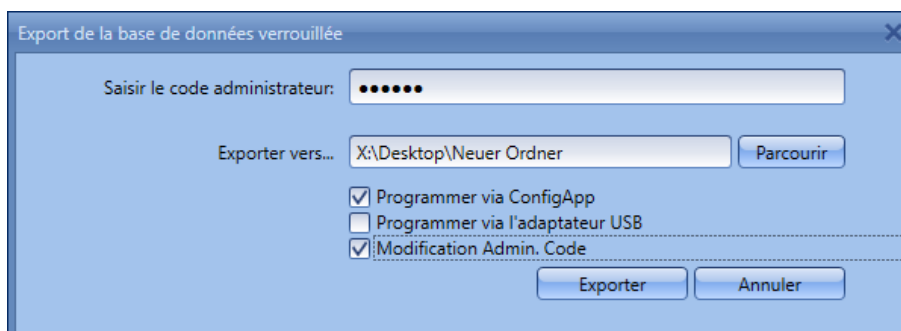 Export de la base de données verrouillée
Saisir le code administrateur: ●●●●●●
Exporter vers... X:\Desktop\Neuer Ordner Parcourir
Programmer via ConfigApp
Programmer via l'adaptateur USB
Modification Admin. Code
Exporter Annuler